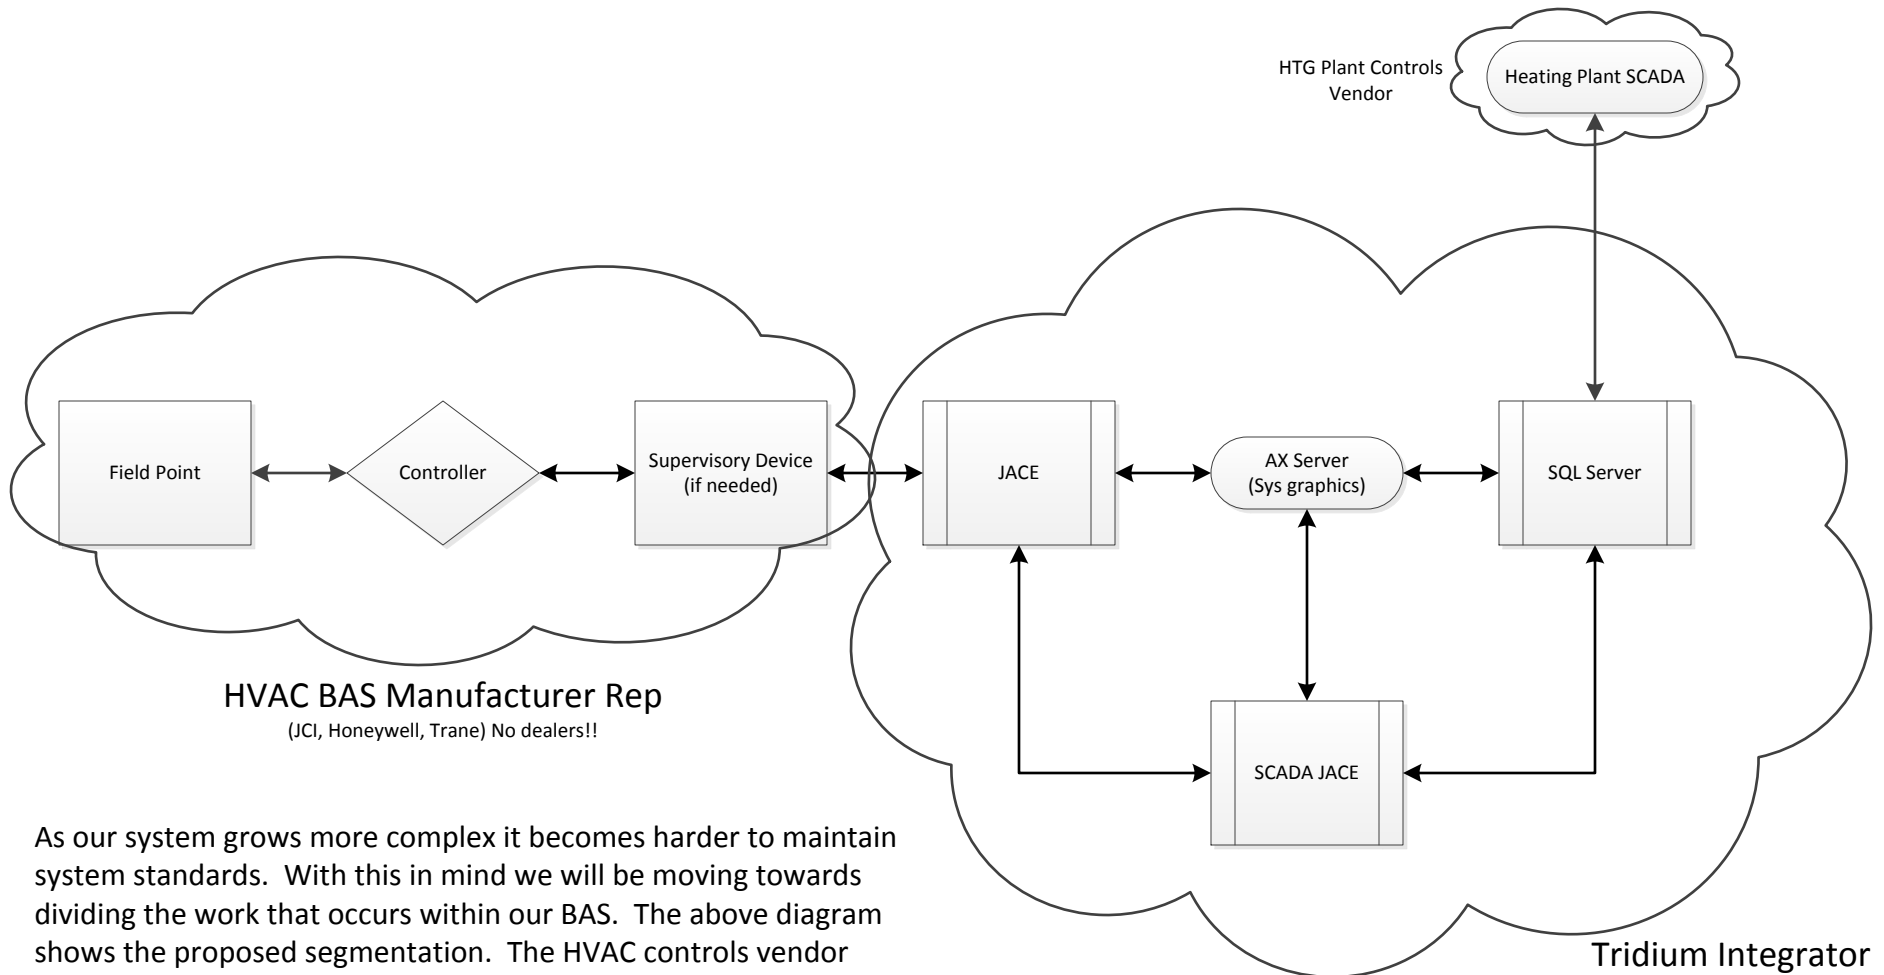 HTG Plant Controls
Vendor
Heating Plant SCADA
Field Point
Controller
Supervisory Device
(if needed)
JACE
AX Server
(Sys graphics)
SQL Server
SCADA JACE
HVAC BAS Manufacturer Rep
(JCI, Honeywell, Trane) No dealers!!
As our system grows more complex it becomes harder to maintain
system standards.  With this in mind we will be moving towards
dividing the work that occurs within our BAS.  The above diagram
shows the proposed segmentation.  The HVAC controls vendor
Tridium Integrator